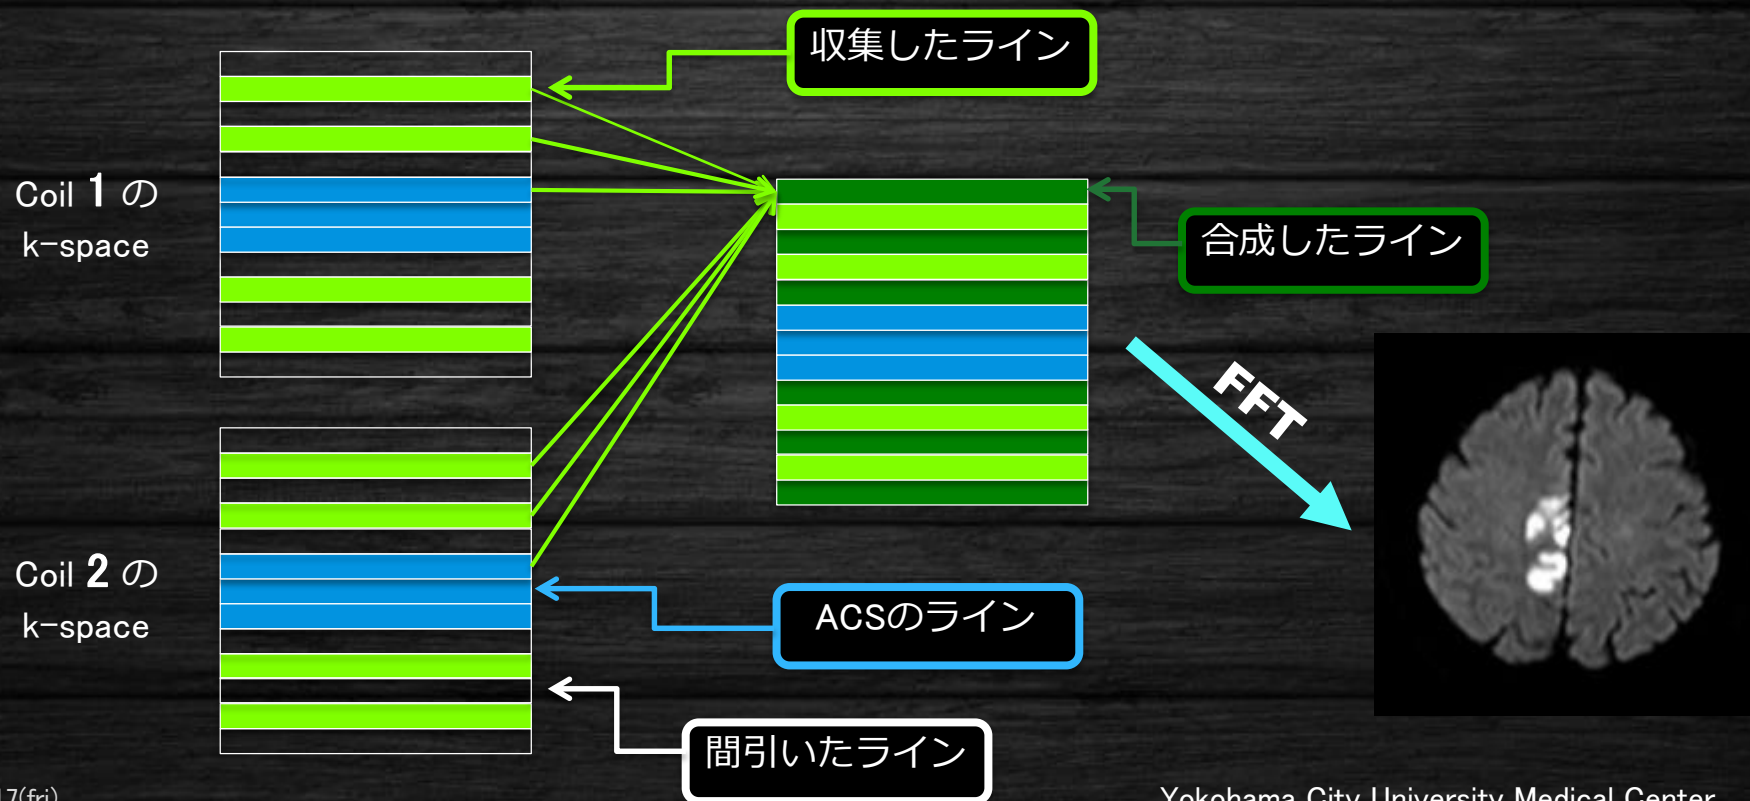 収集したライン
Coil 1 の
k-space
合成したライン
FFT
Coil 2 の
k-space
ACSのライン
間引いたライン
17(fri)
Yokohama City University Medical Center